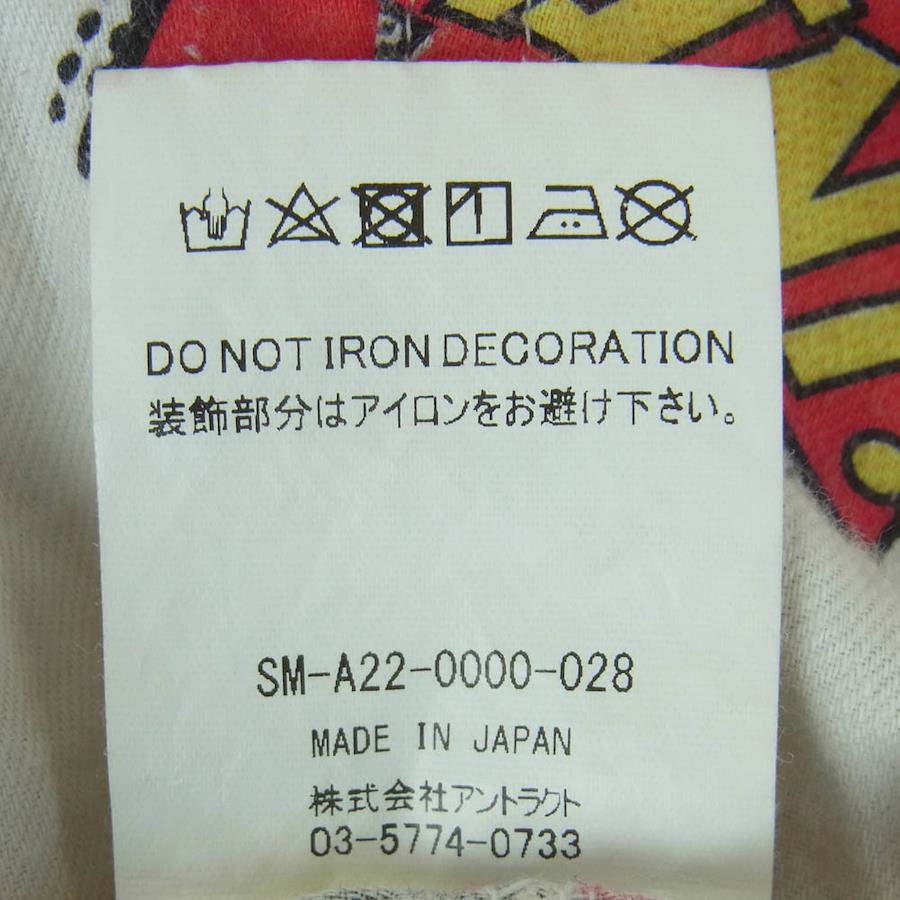 DO NOT IRON DECORATION
装飾部分はアイロンをお避け下さい。
SM-A22-0000-028
MADE IN JAPAN
株式会社アントラクト
03-5774-0733